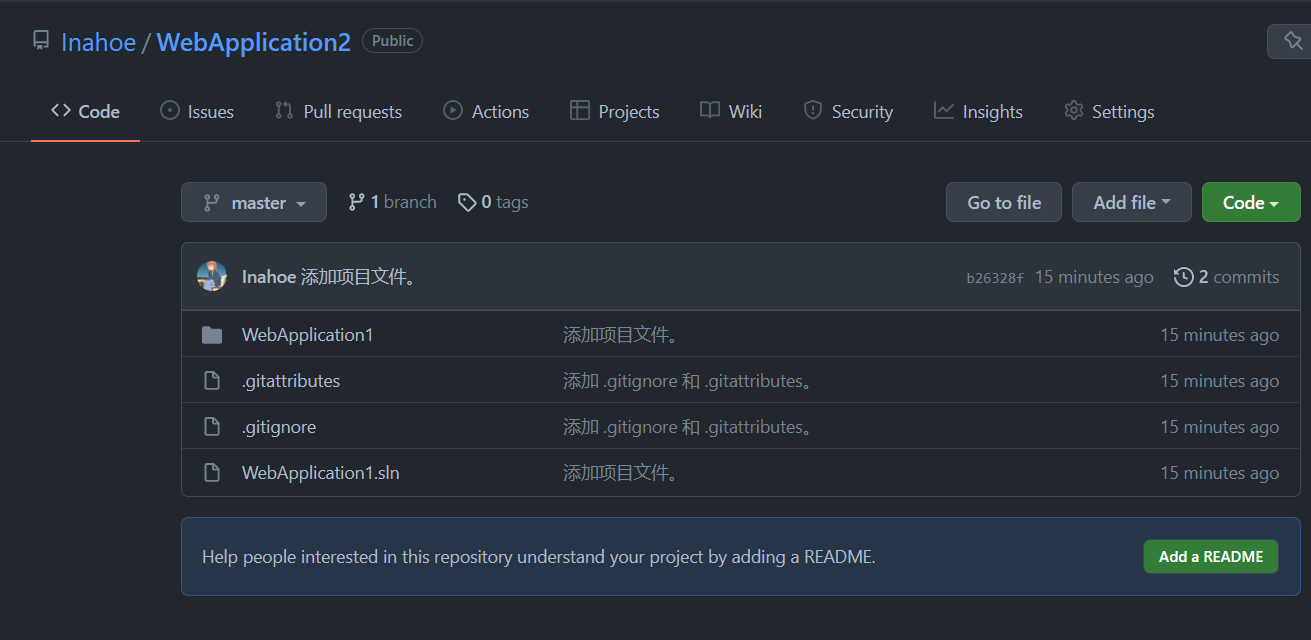 Inahoe / WebApplication2 Public
Code Issues Pull requests Actions Projects Wiki Security Insights Settings
master 1 branch 0 tags Go to file Add file Code
Inahoe 添加项目文件。 b26328f 15 minutes ago 2 commits
WebApplication1 添加项目文件。 15 minutes ago
.gitattributes 添加 .gitignore 和 .gitattributes。 15 minutes ago
.gitignore 添加 .gitignore 和 .gitattributes。 15 minutes ago
WebApplication1.sln 添加项目文件。 15 minutes ago
Help people interested in this repository understand your project by adding a README. Add a README